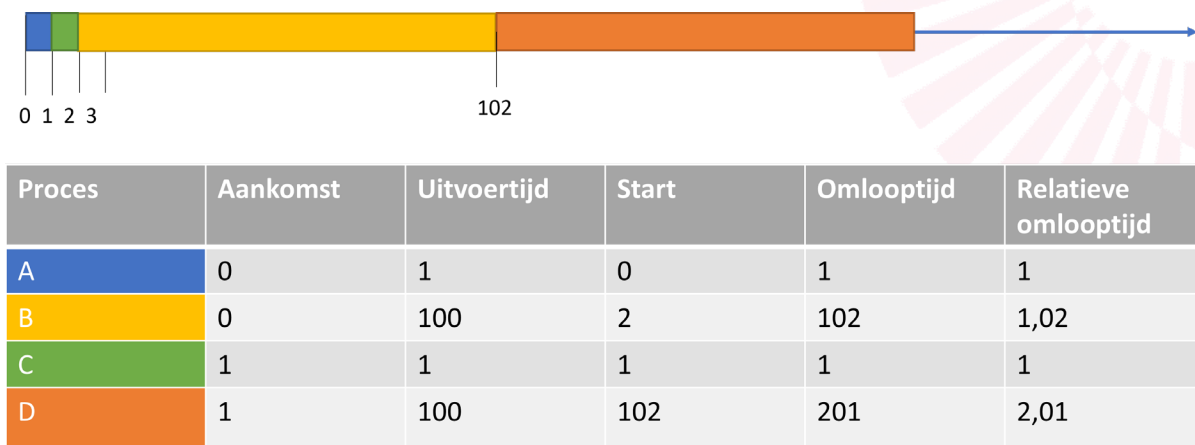 0 1 2 3
102
Proces Aankomst Uitvoertijd Start Omlooptijd Relatieve omlooptijd
A 0 1 0 1 1
B 0 100 2 102 1,02
C 1 1 1 1 1
D 1 100 102 201 2,01